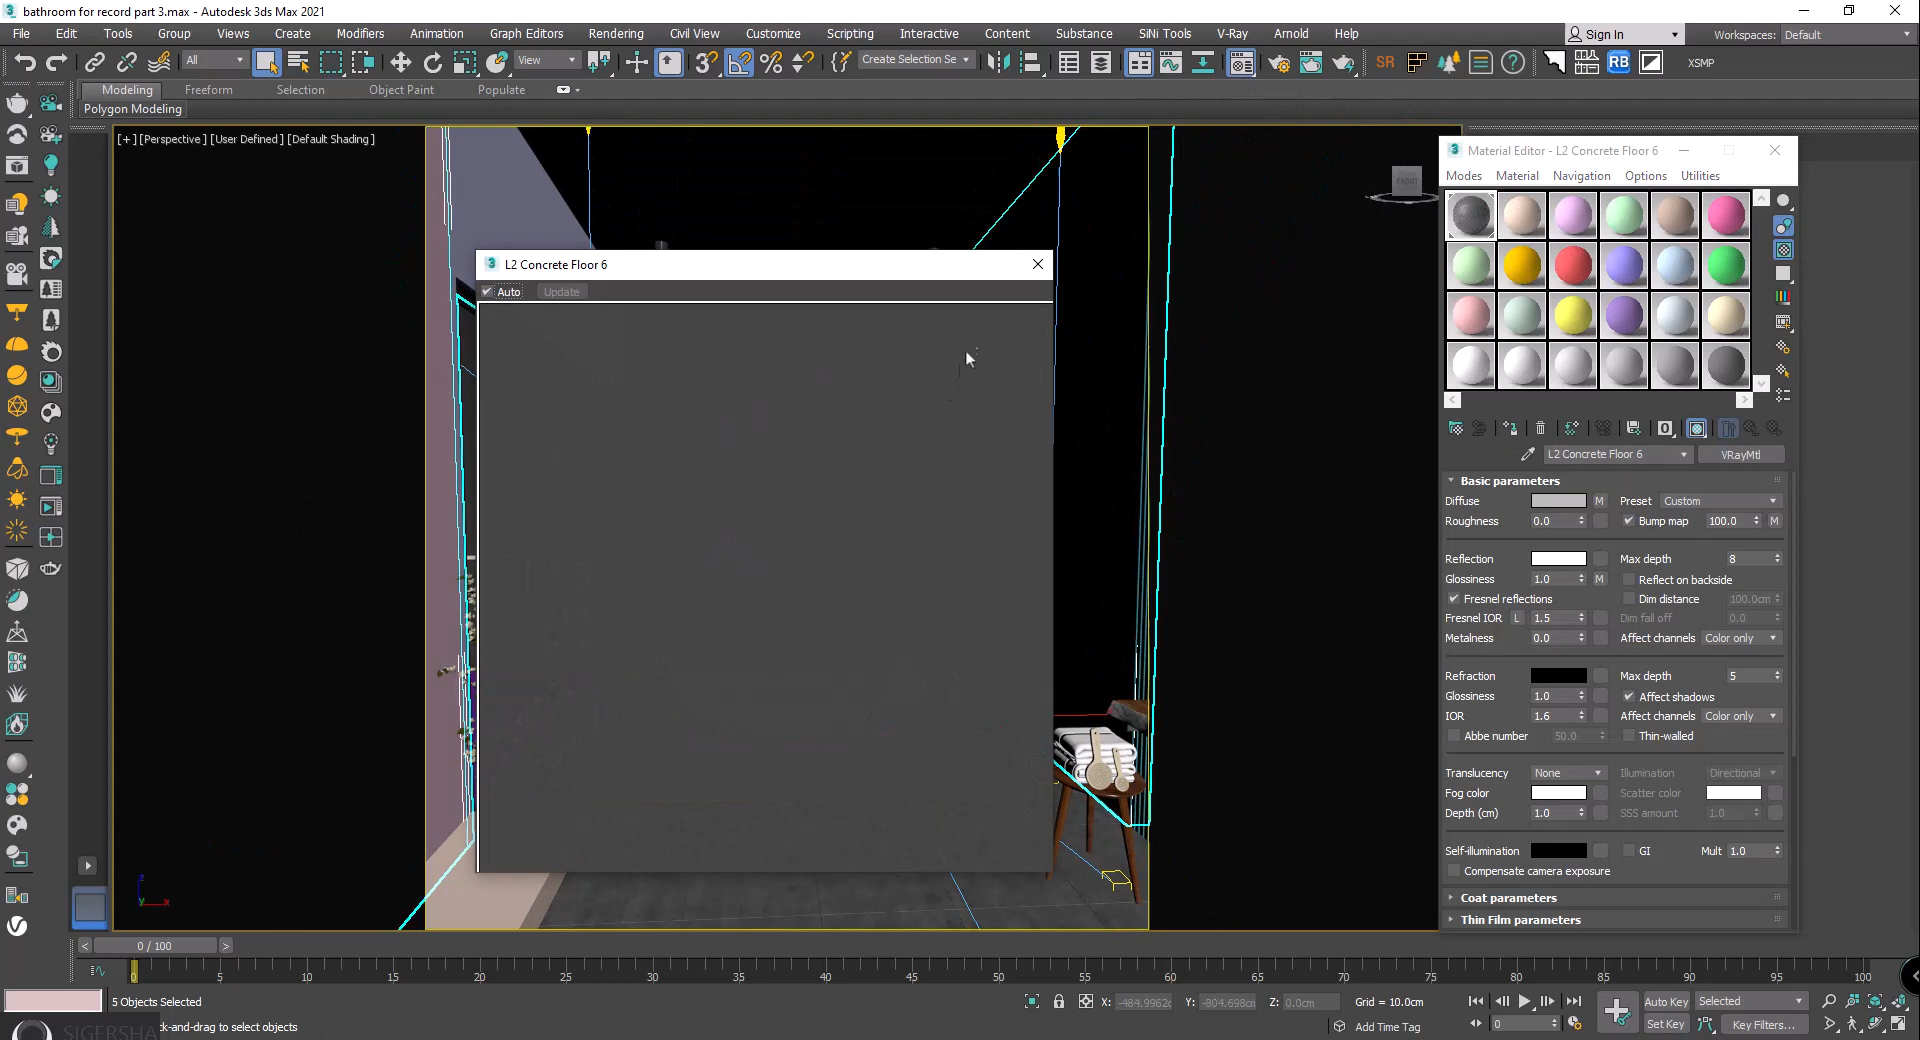 bathroom for record part 3.max - Autodesk 3ds Max 2021
File Edit Tools Group Views Create Modifiers Animation Graph Editors Rendering Civil View Customize Scripting Interactive Content Substance SiNi Tools V-Ray Arnold Help Sign In Workspaces: Default
All View Create Selection Se SR RB XSMP
Modeling Freeform Selection Object Paint Populate
Polygon Modeling
[+] [Perspective ] [User Defined ] [Default Shading ]
FRONT
L2 Concrete Floor 6
Auto Update
Material Editor - L2 Concrete Floor 6
Modes Material Navigation Options Utilities
L2 Concrete Floor 6 VRayMtl
Basic parameters
Diffuse M Preset Custom
Roughness 0.0 Bump map 100.0 M
Reflection Max depth 8
Glossiness 1.0 M Reflect on backside
Fresnel reflections Dim distance 100.0cm
Fresnel IOR L 1.5 Dim fall off 0.0
Metalness 0.0 Affect channels Color only
Refraction Max depth 5
Glossiness 1.0 Affect shadows
IOR 1.6 Affect channels Color only
Abbe number 50.0 Thin-walled
Translucency None Illumination Directional
Fog color Scatter color
Depth (cm) 1.0 SSS amount 1.0
Self-illumination GI Mult 1.0
Compensate camera exposure
Coat parameters
Thin Film parameters
z
y x
< 0 / 100 >
0 5 10 15 20 25 30 35 40 45 50 55 60 65 70 75 80 85 90 95 100
5 Objects Selected X: -484.9962c Y: -804.698cm Z: 0.0cm Grid = 10.0cm Auto Key Selected
ck-and-drag to select objects Add Time Tag 0 Set Key Key Filters...
SIGERSHA